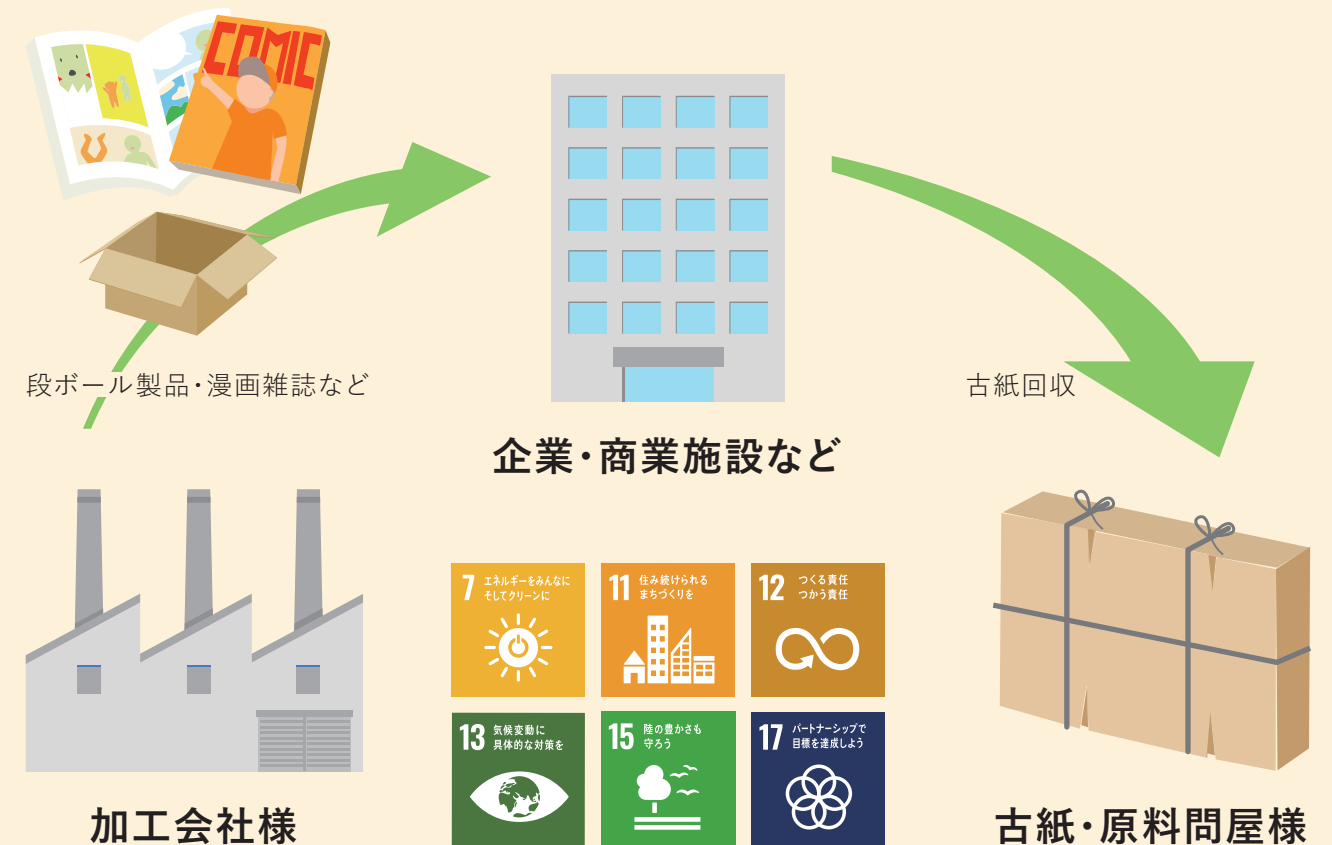 COMIC
段ボール製品・漫画雑誌など
古紙回収
企業・商業施設など
7 エネルギーをみんなに
そしてクリーンに
11 住み続けられる
まちづくりを
12 つくる責任
つかう責任
13 気候変動に
具体的な対策を
15 陸の豊かさも
守ろう
17 パートナーシップで
目標を達成しよう
加工会社様
古紙・原料問屋様